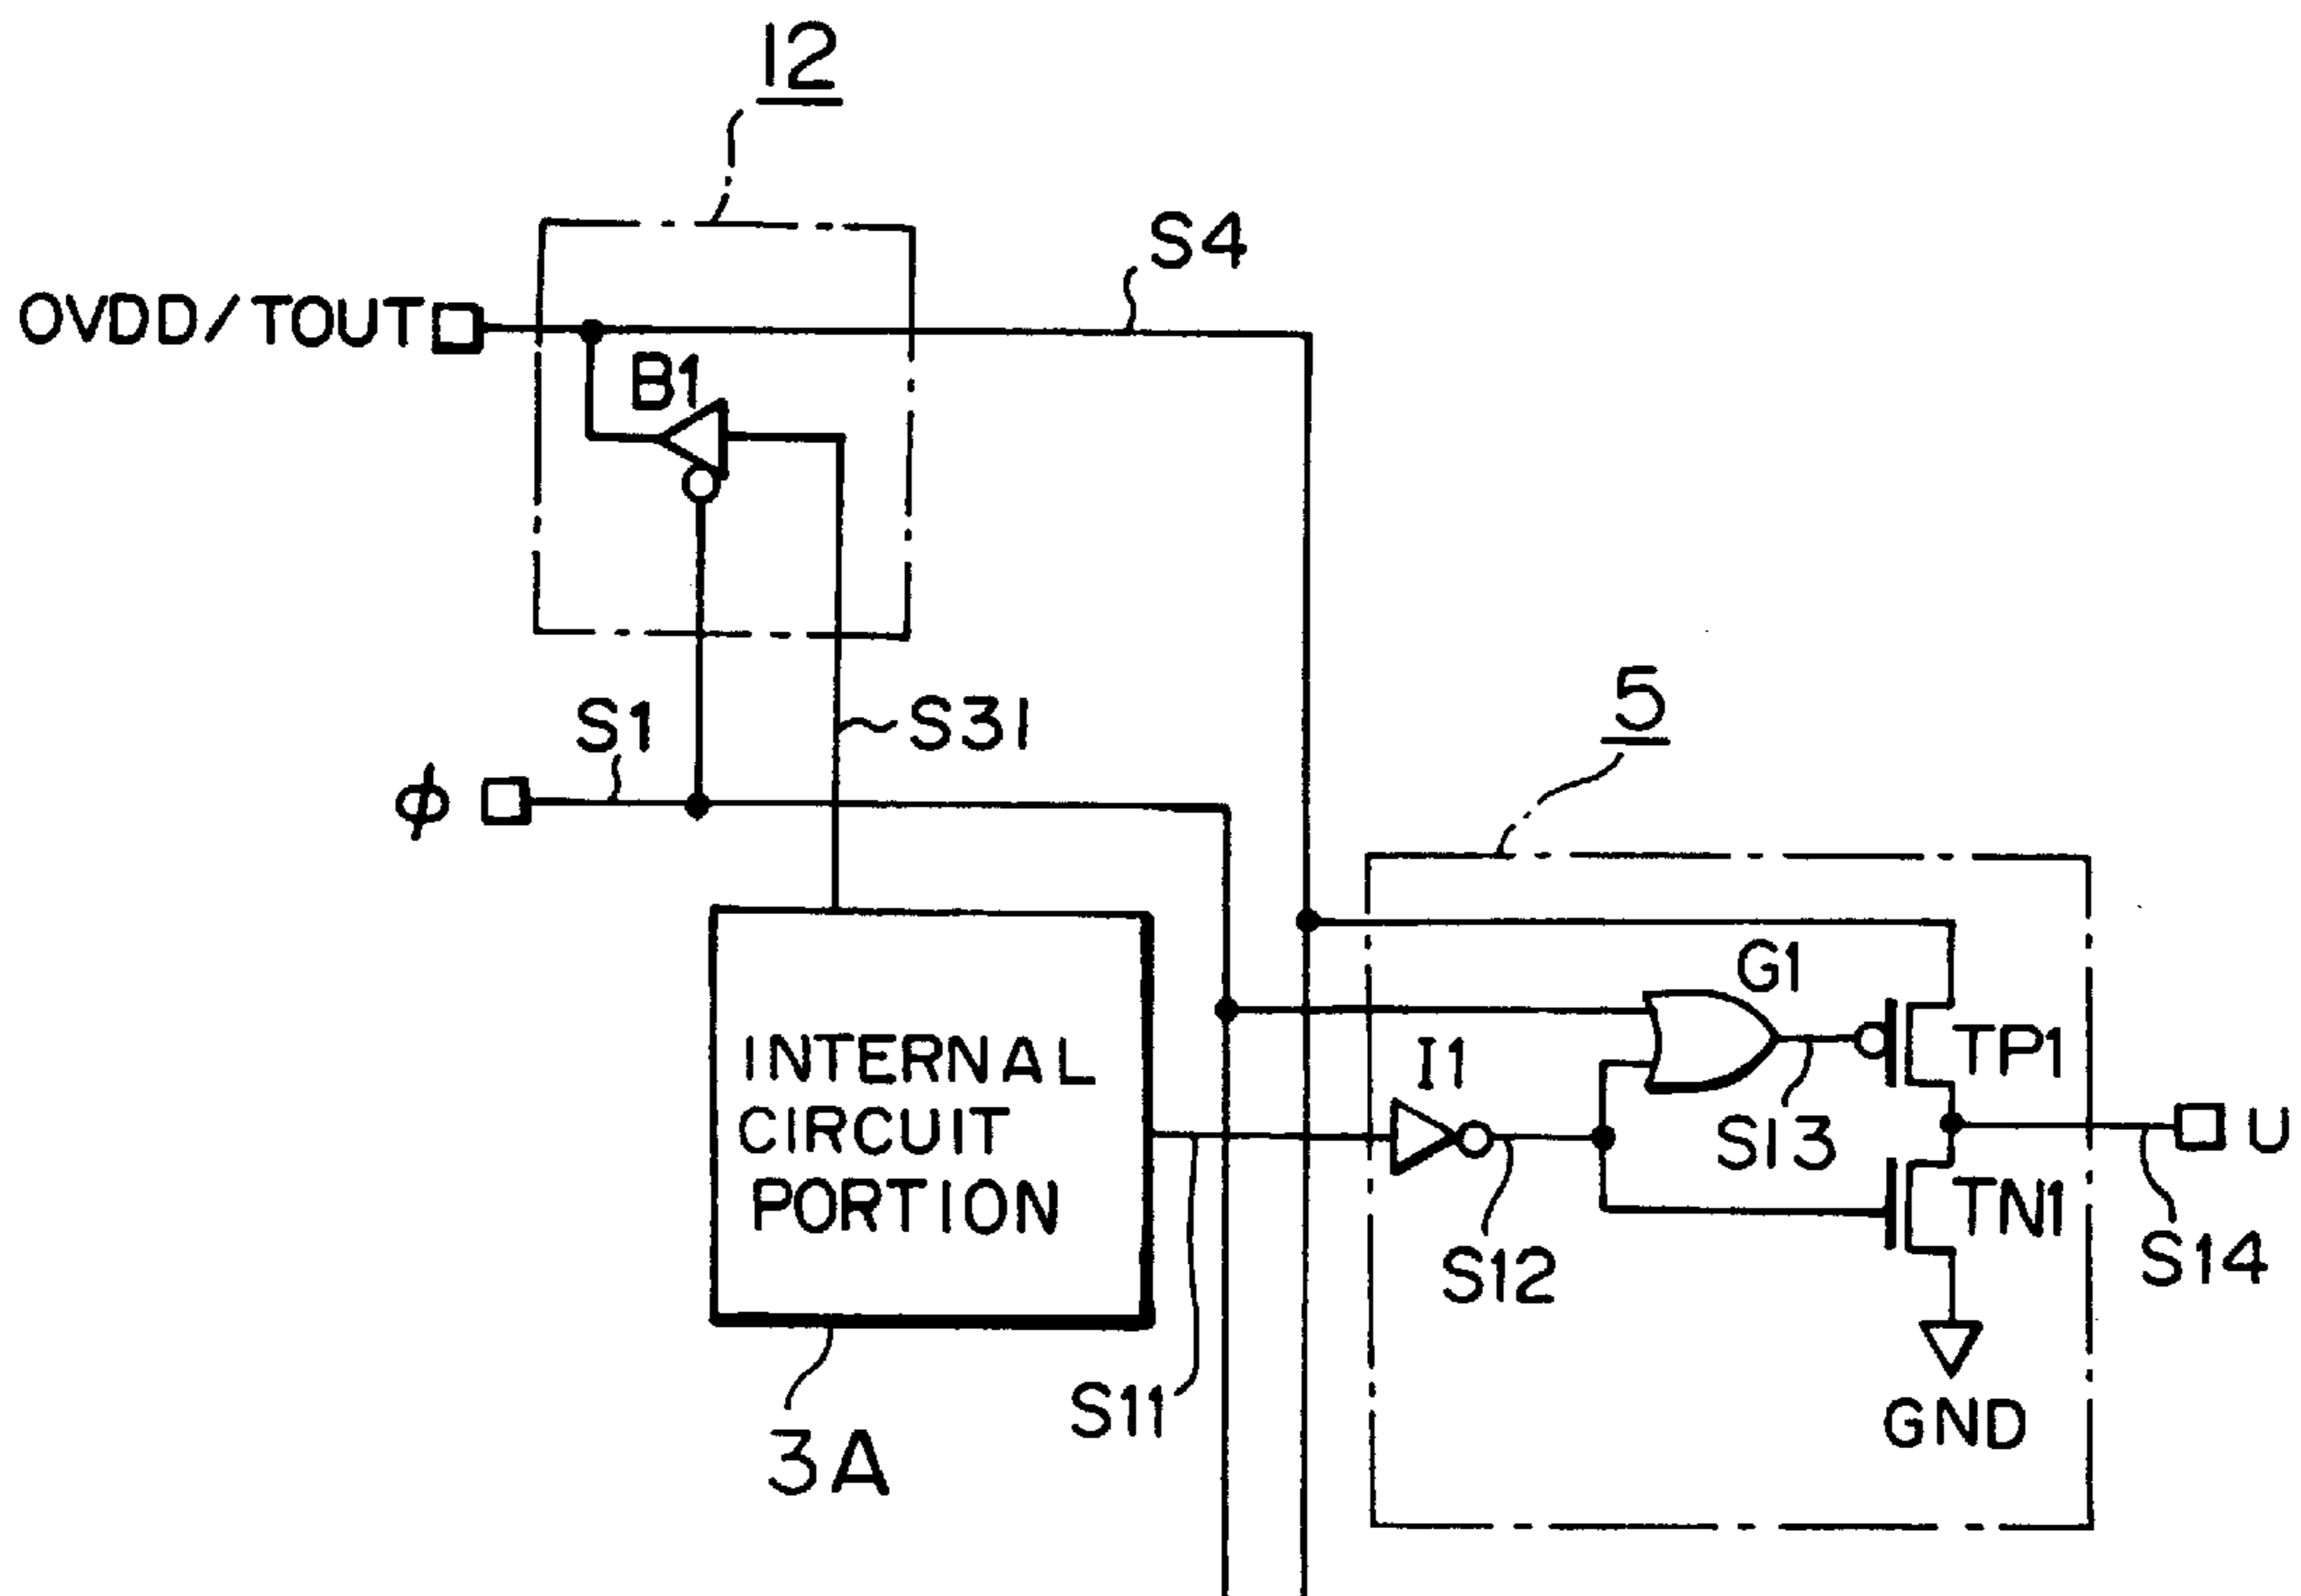 12
S4
OVDD/TOUT
B1
S1
S31
5
ϕ
G1
INTERNAL
CIRCUIT
PORTION
I1
TP1
S13
U
TN1
S12
S14
S11
GND
3A